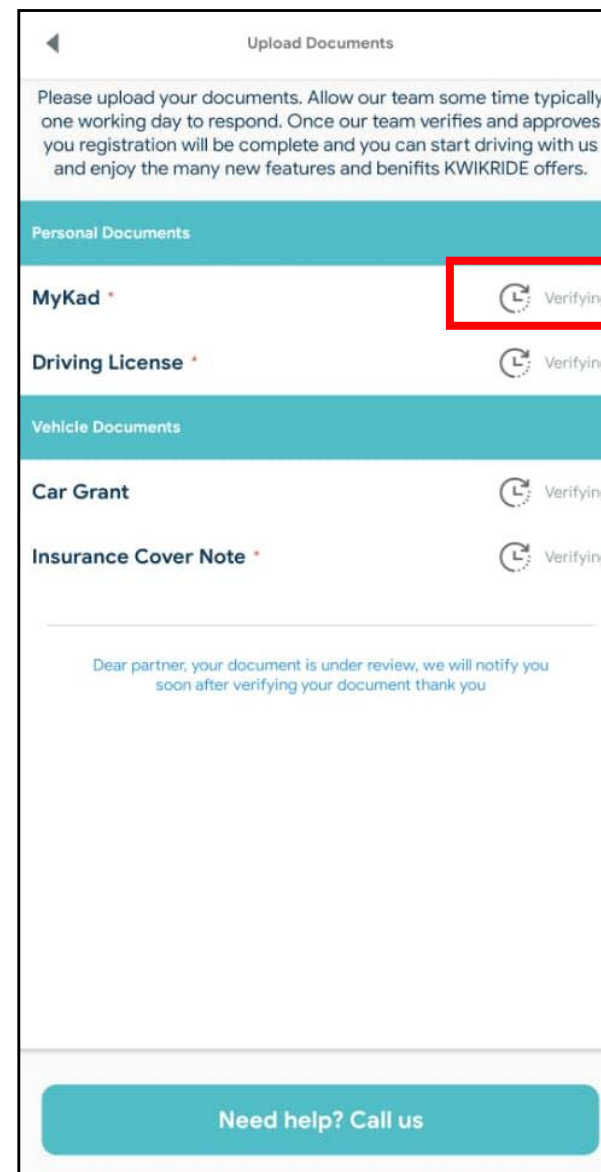 Upload Documents
Please upload your documents. Allow our team some time typically
one working day to respond. Once our team verifies and approves
you registration will be complete and you can start driving with us
and enjoy the many new features and benifits KWIKRIDE offers.
Personal Documents
MyKad *
Verifyin
Driving License *
Verifyin
Vehicle Documents
Car Grant
Verifyin
Insurance Cover Note *
Verifyin
Dear partner, your document is under review, we will notify you
soon after verifying your document thank you
Need help? Call us